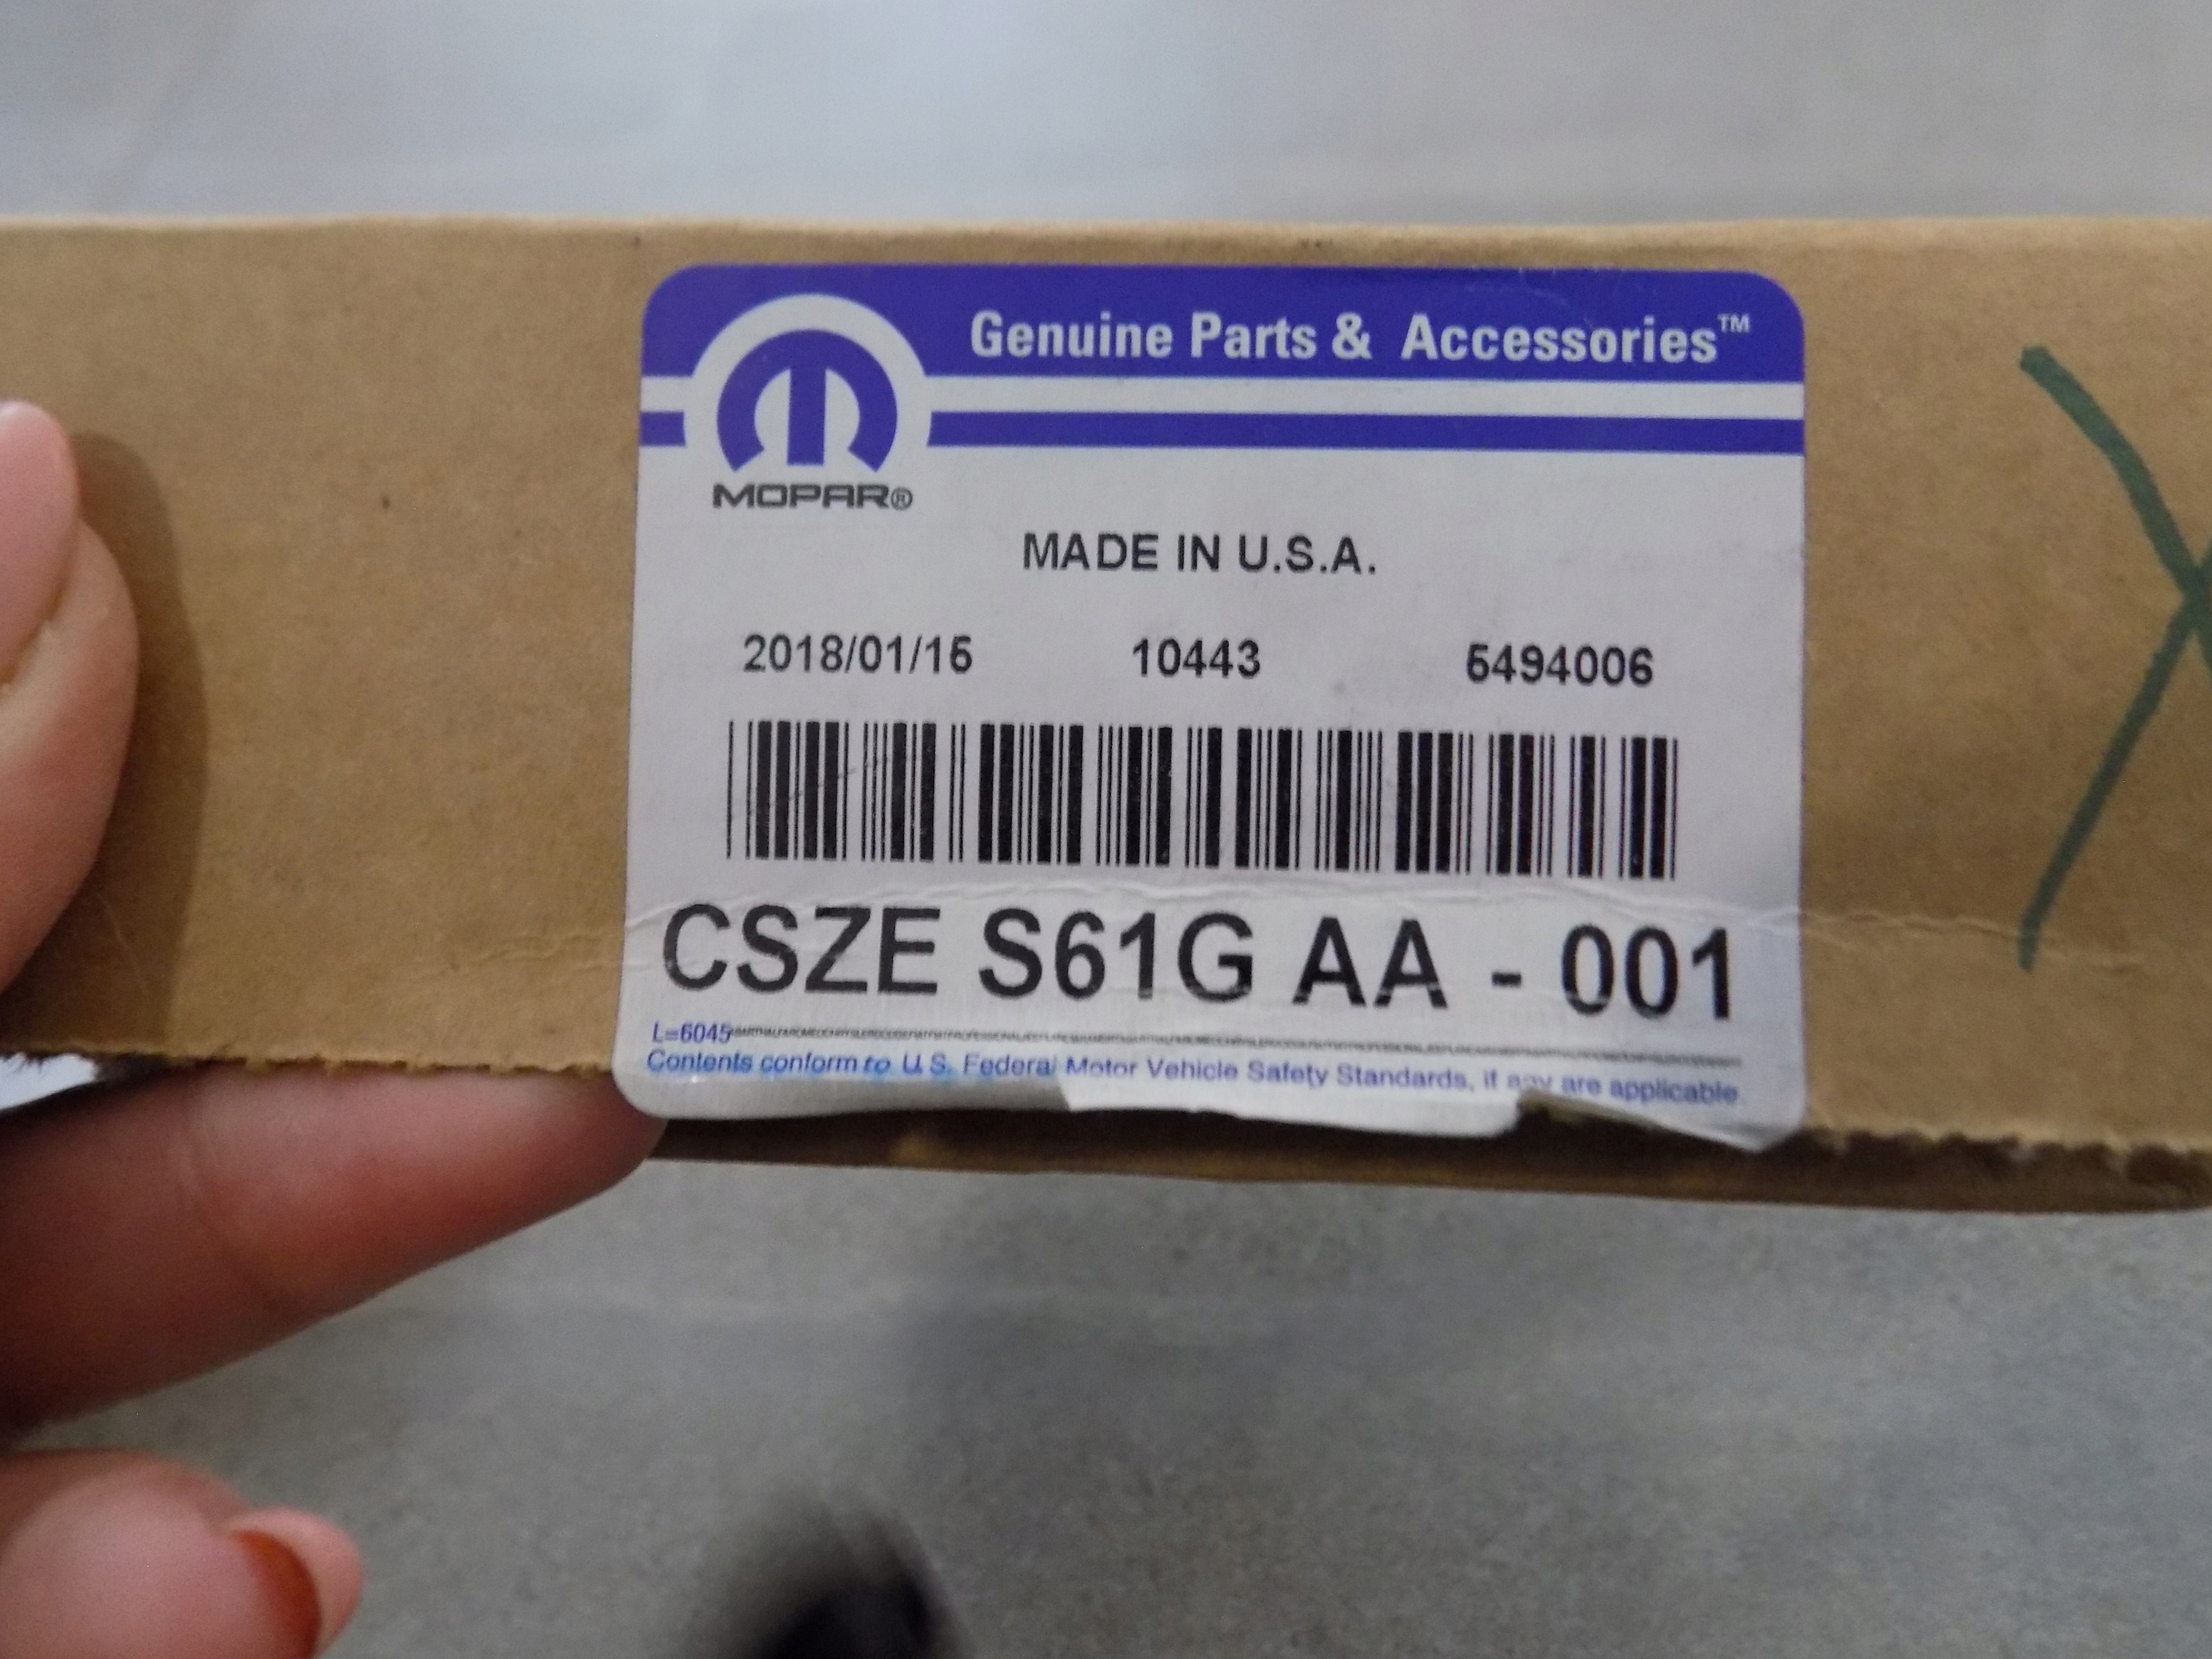 Genuine Parts & Accessories™
MOPAR®
MADE IN U.S.A.
2018/01/15 10443 5494006
CSZE S61G AA - 001
L=6045
Contents conform to U.S. Federal Motor Vehicle Safety Standards, if any are applicable.
X